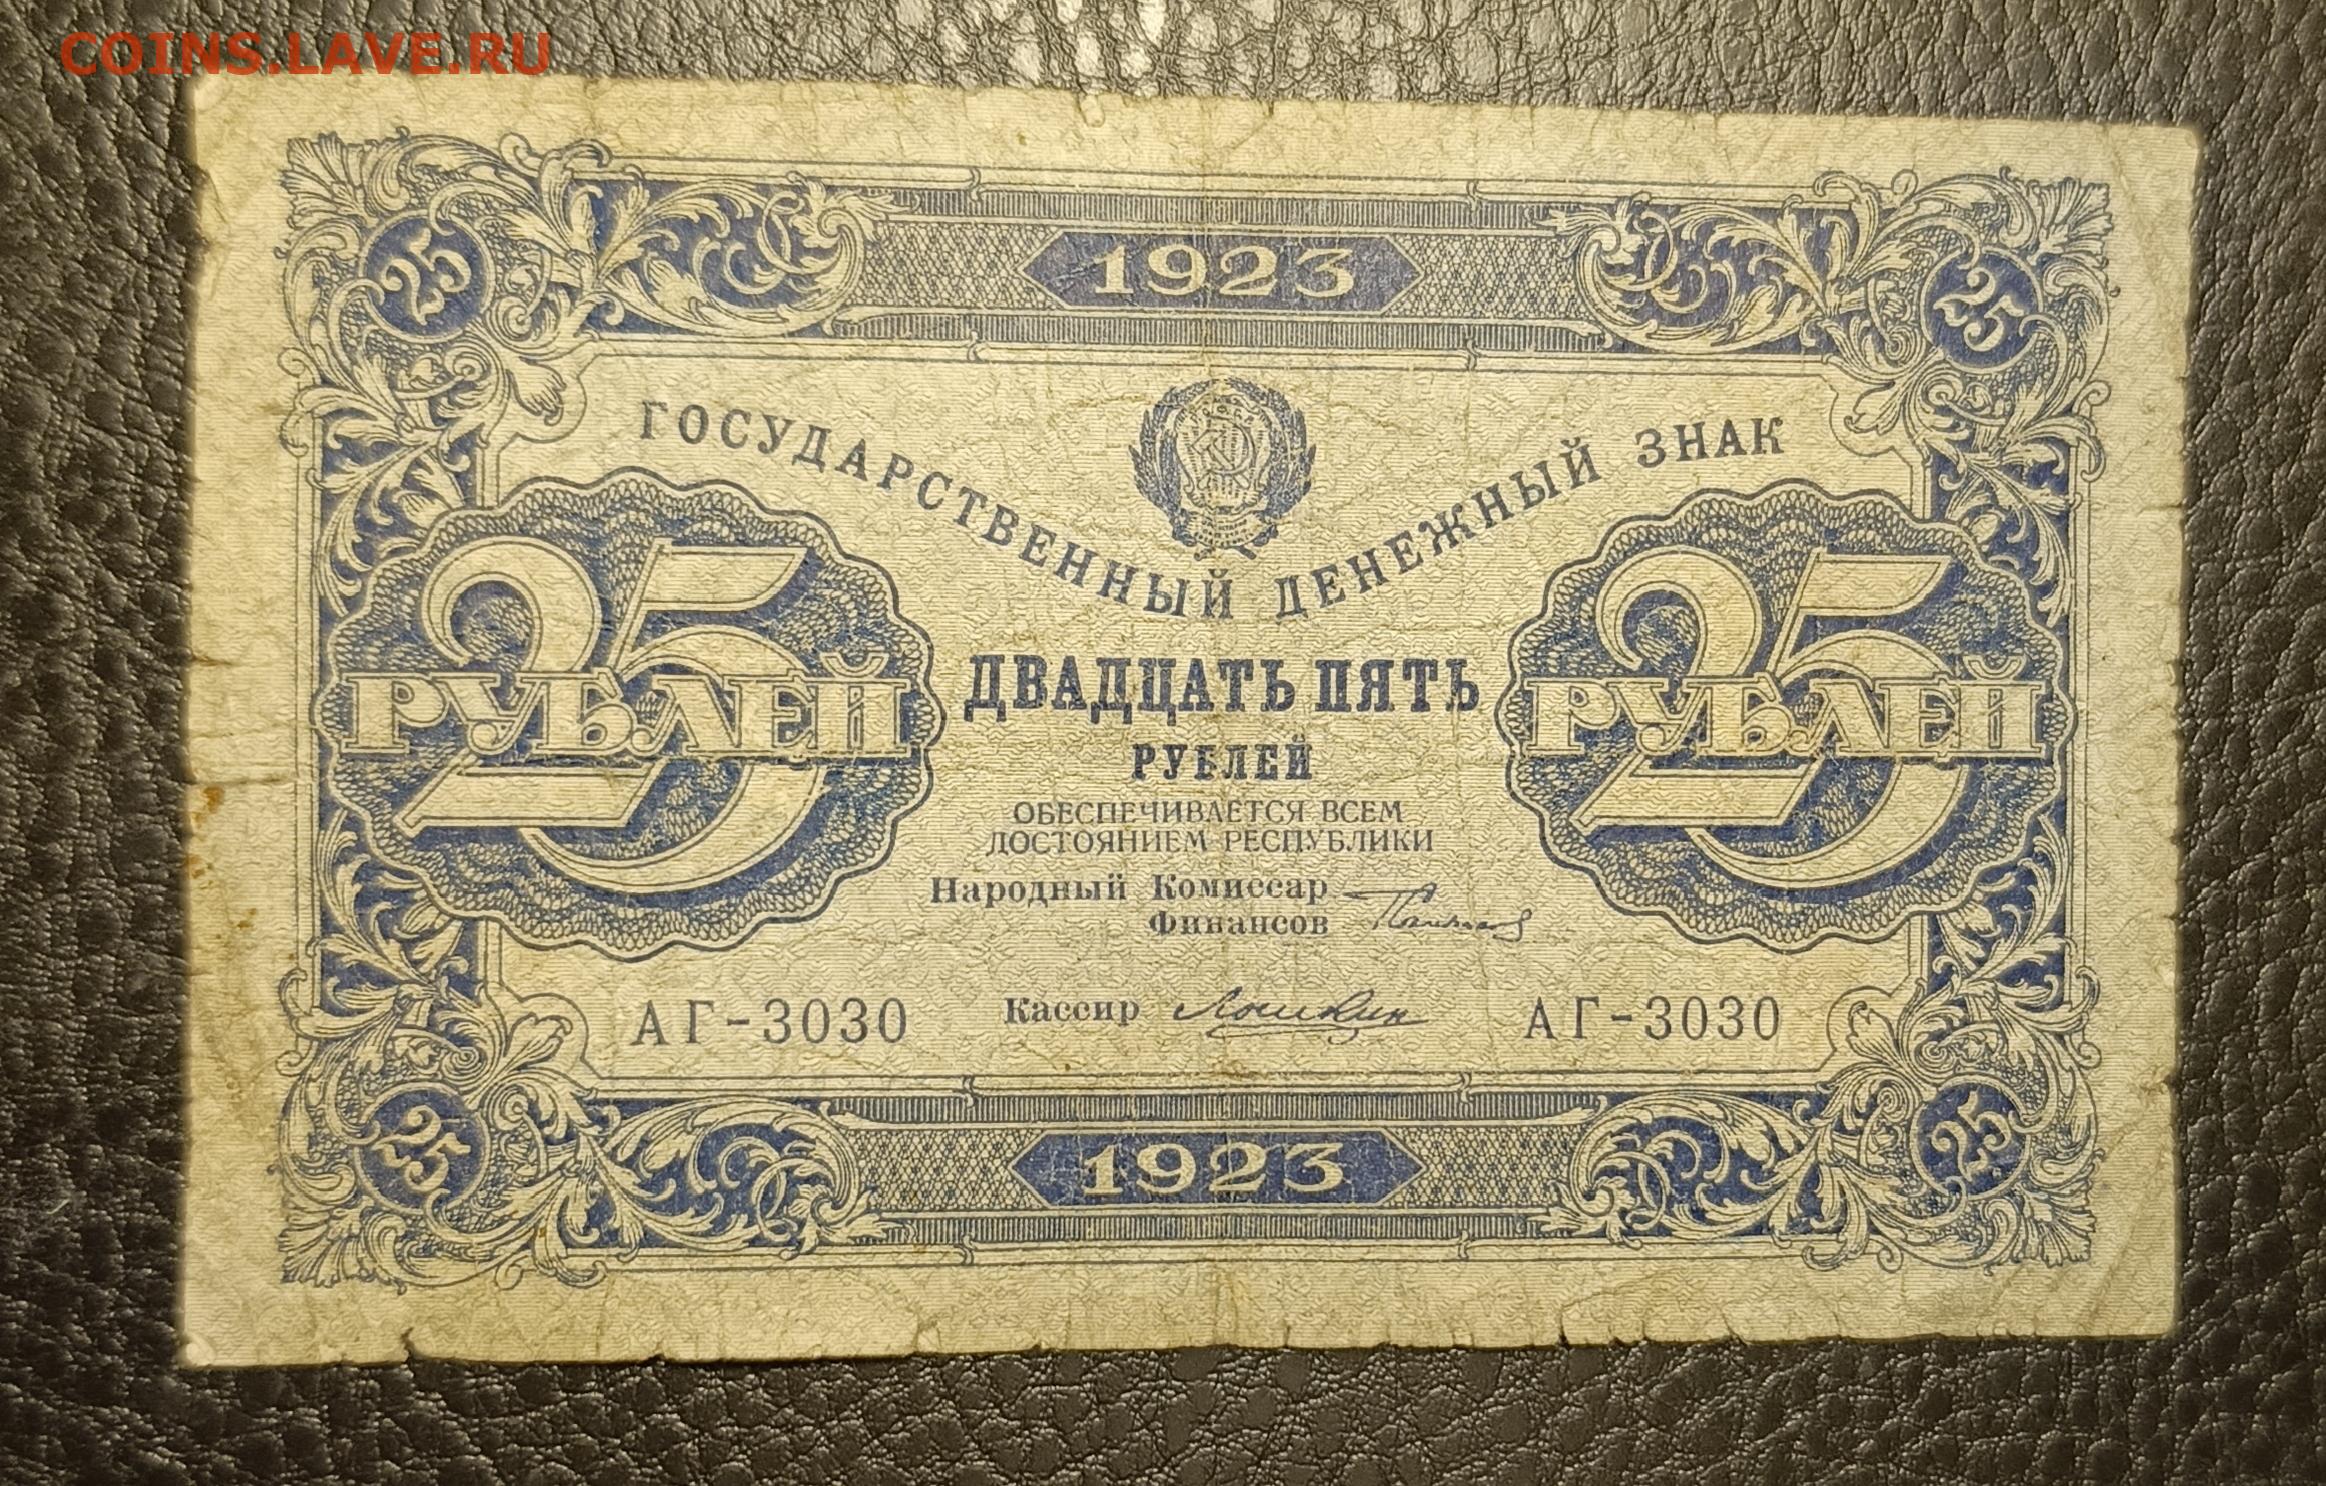 COINS.LAVE.RU
1923
25 25
ГОСУДАРСТВЕННЫЙ ДЕНЕЖНЫЙ ЗНАК
25 РУБЛЕЙ
ДВАДЦАТЬ ПЯТЬ
РУБЛЕЙ
25 РУБЛЕЙ
ОБЕСПЕЧИВАЕТСЯ ВСЕМ
ДОСТОЯНИЕМ РЕСПУБЛИКИ
Народный Комиссар
Финансов
АГ-3030 Кассир Лошкин АГ-3030
25 25
1923